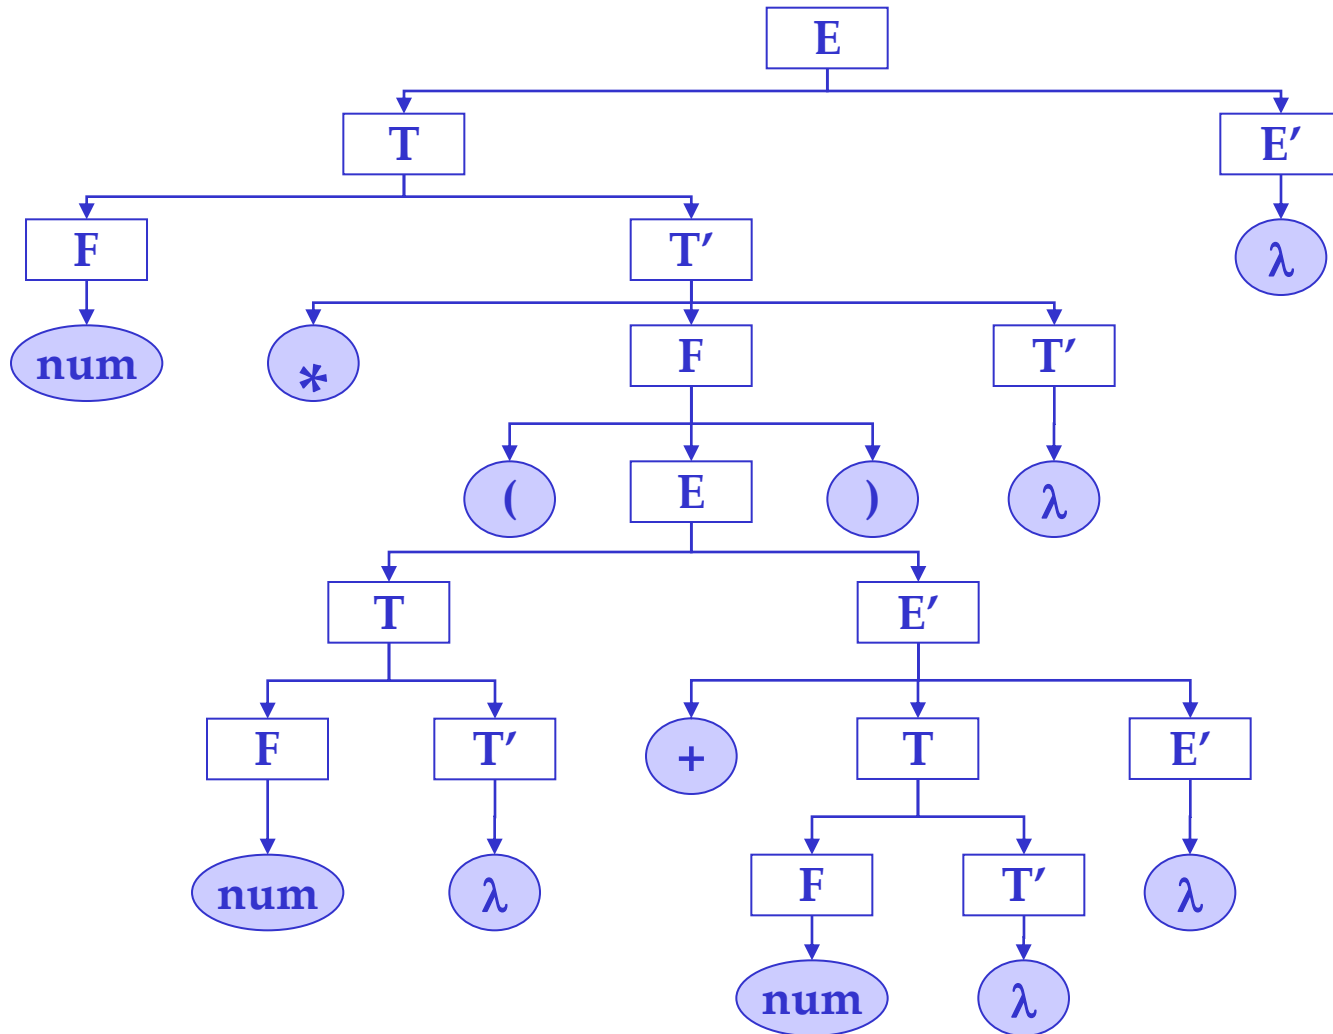 E
T E′
F T′ λ
num * F T′
( E ) λ
T E′
F T′ + T E′
num λ F T′ λ
num λ